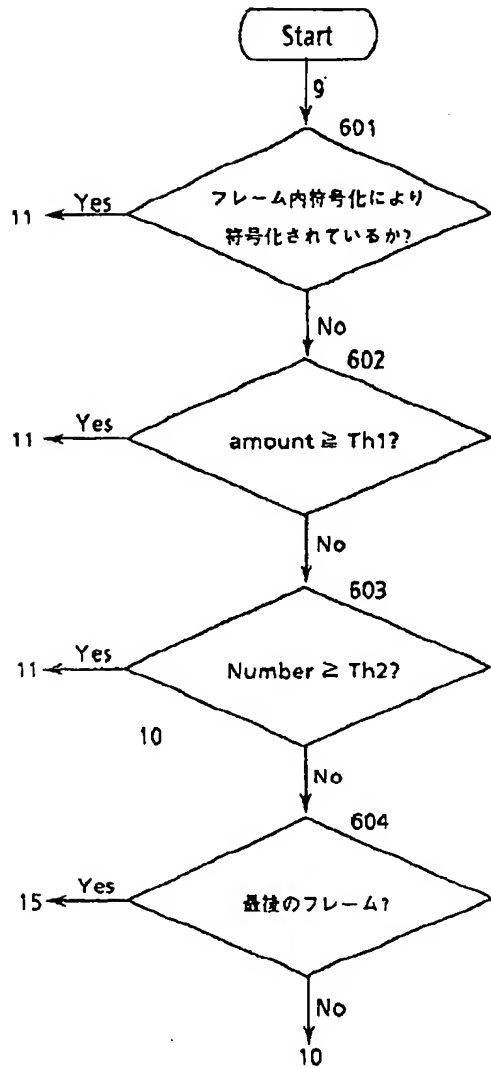 Start
9
601
フレーム内符号化により
符号化されているか?
Yes
11
No
602
amount ≧ Th1?
Yes
11
No
603
Number ≧ Th2?
Yes
11
10
No
604
最後のフレーム?
Yes
15
No
10